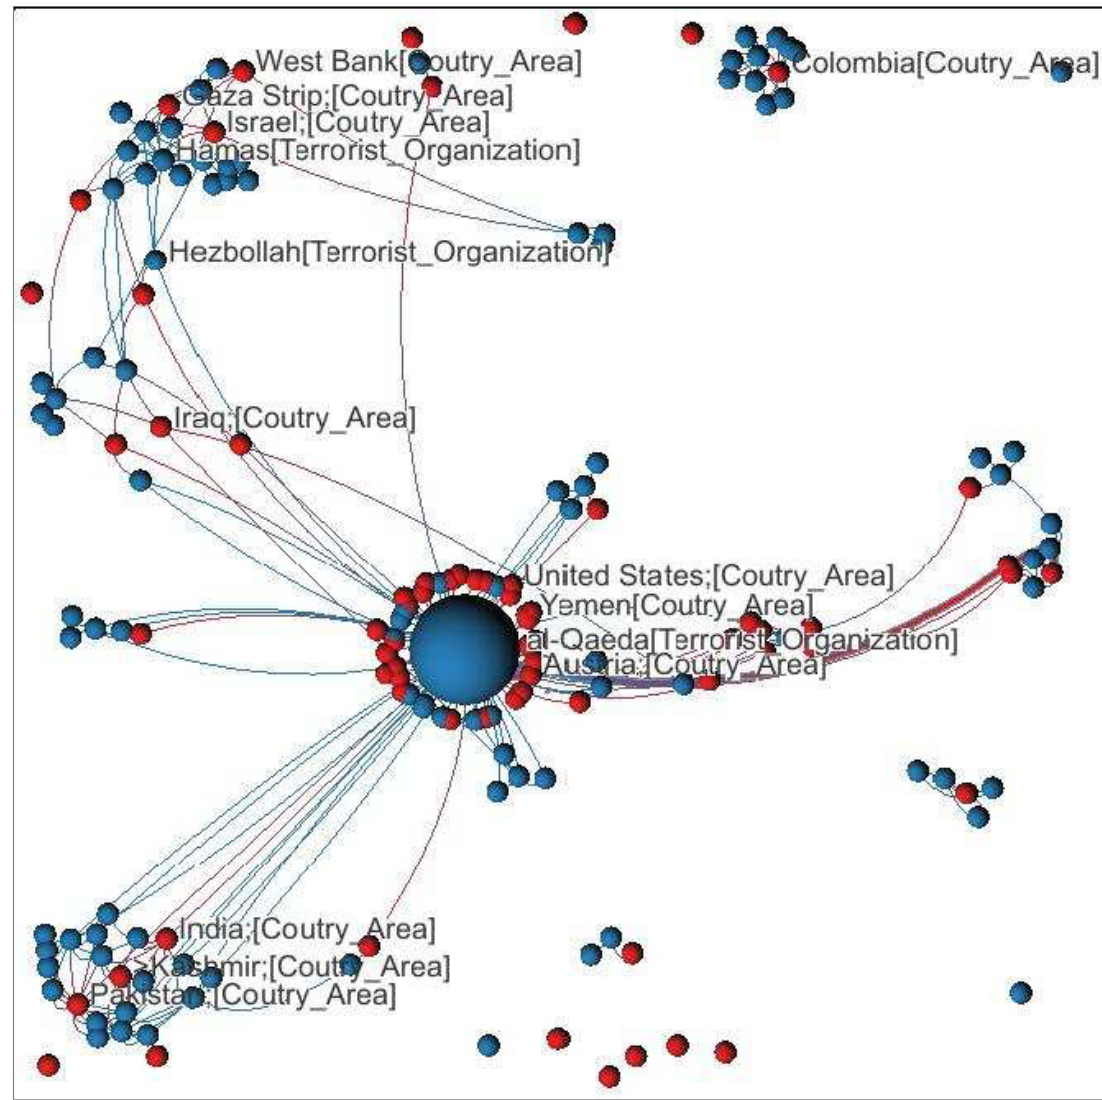 West Bank[Coutry_Area]
Colombia[Coutry_Area]
Gaza Strip;[Coutry_Area]
Israel;[Coutry_Area]
Hamas[Terrorist_Organization]
Hezbollah[Terrorist_Organization]
Iraq;[Coutry_Area]
United States;[Coutry_Area]
Yemen[Coutry_Area]
al-Qaeda[Terrorist_Organization]
Austria;[Coutry_Area]
India;[Coutry_Area]
>Kashmir;[Coutry_Area]
Pakistan;[Coutry_Area]